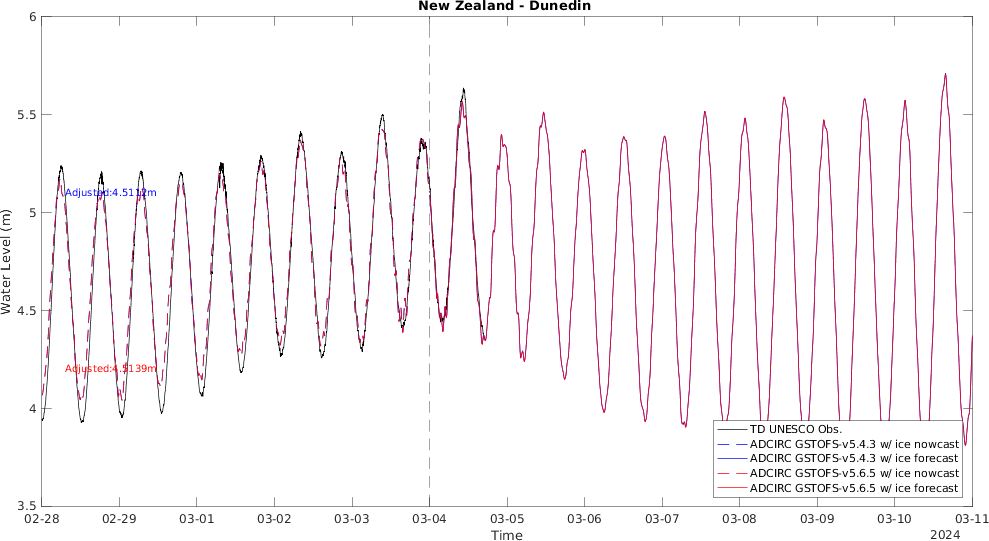 New Zealand - Dunedin
6
5.5
5
4.5
4
3.5
Water Level (m)
Adjusted:4.5112m
Adjusted:4.5139m
TD UNESCO Obs.
ADCIRC GSTOFS-v5.4.3 w/ ice nowcast
ADCIRC GSTOFS-v5.4.3 w/ ice forecast
ADCIRC GSTOFS-v5.6.5 w/ ice nowcast
ADCIRC GSTOFS-v5.6.5 w/ ice forecast
02-28 02-29 03-01 03-02 03-03 03-04 03-05 03-06 03-07 03-08 03-09 03-10 03-11
Time
2024